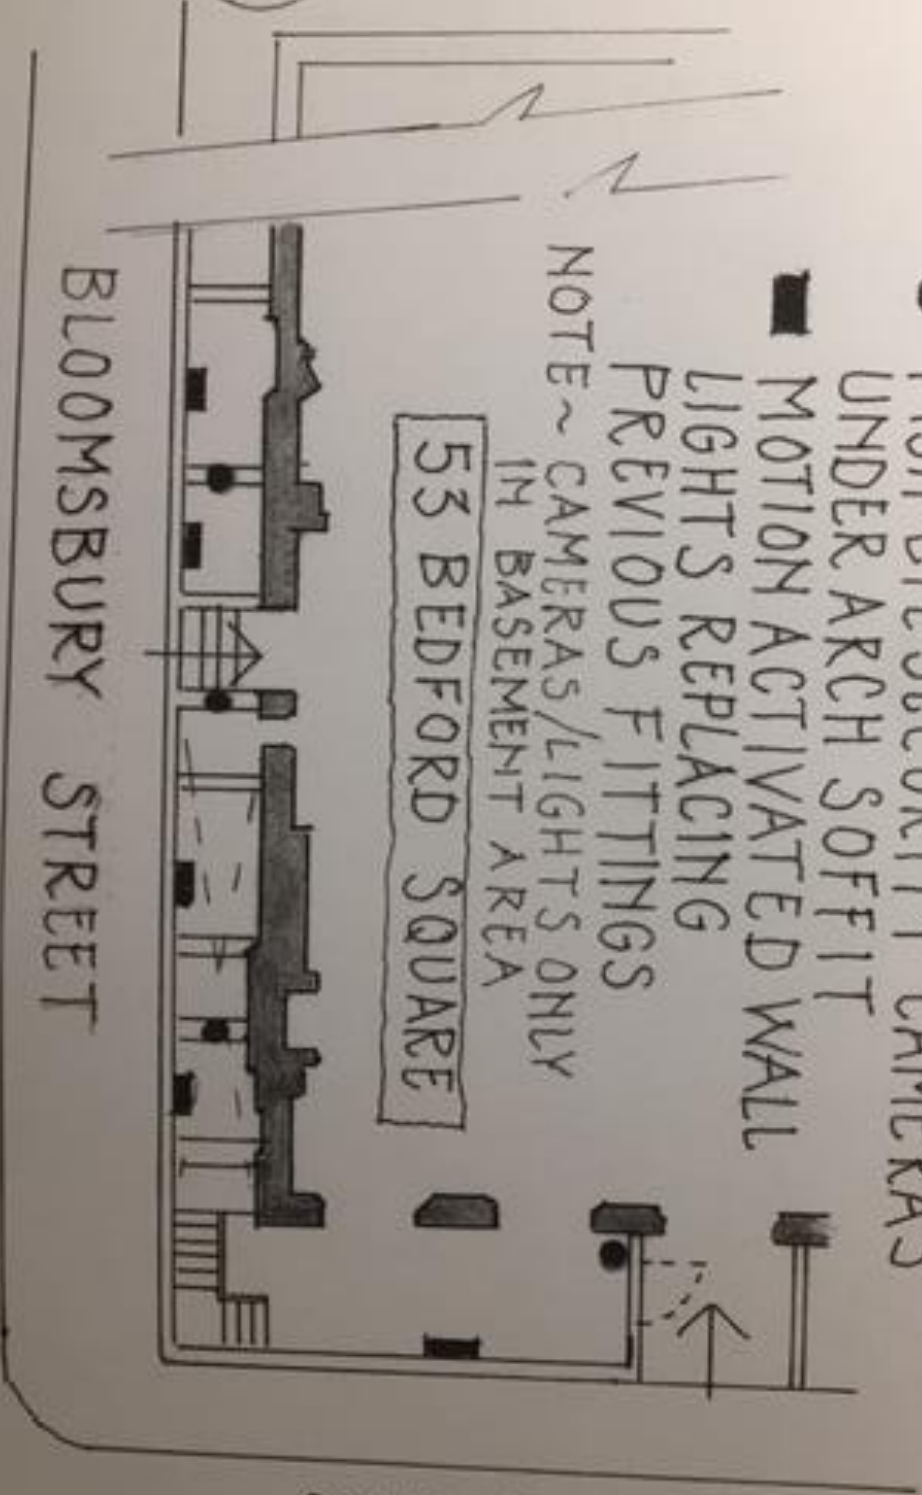 CAMERAS
UNDER ARCH SOFFIT
MOTION ACTIVATED WALL
LIGHTS REPLACING
PREVIOUS FITTINGS
NOTE ~ CAMERAS/LIGHTS ONLY
IN BASEMENT AREA
53 BEDFORD SQUARE
BLOOMSBURY STREET